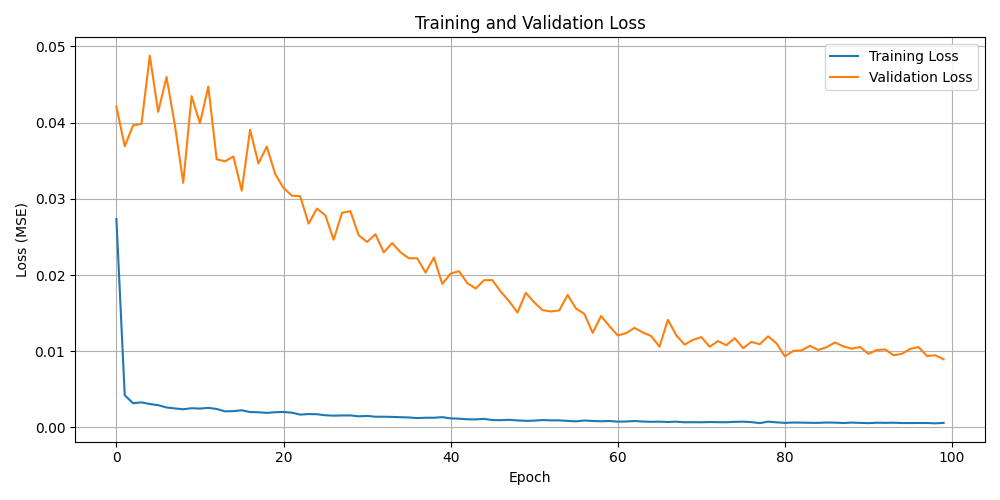 Training and Validation Loss
Training Loss
Validation Loss
Loss (MSE)
0.05
0.04
0.03
0.02
0.01
0.00
0 20 40 60 80 100
Epoch